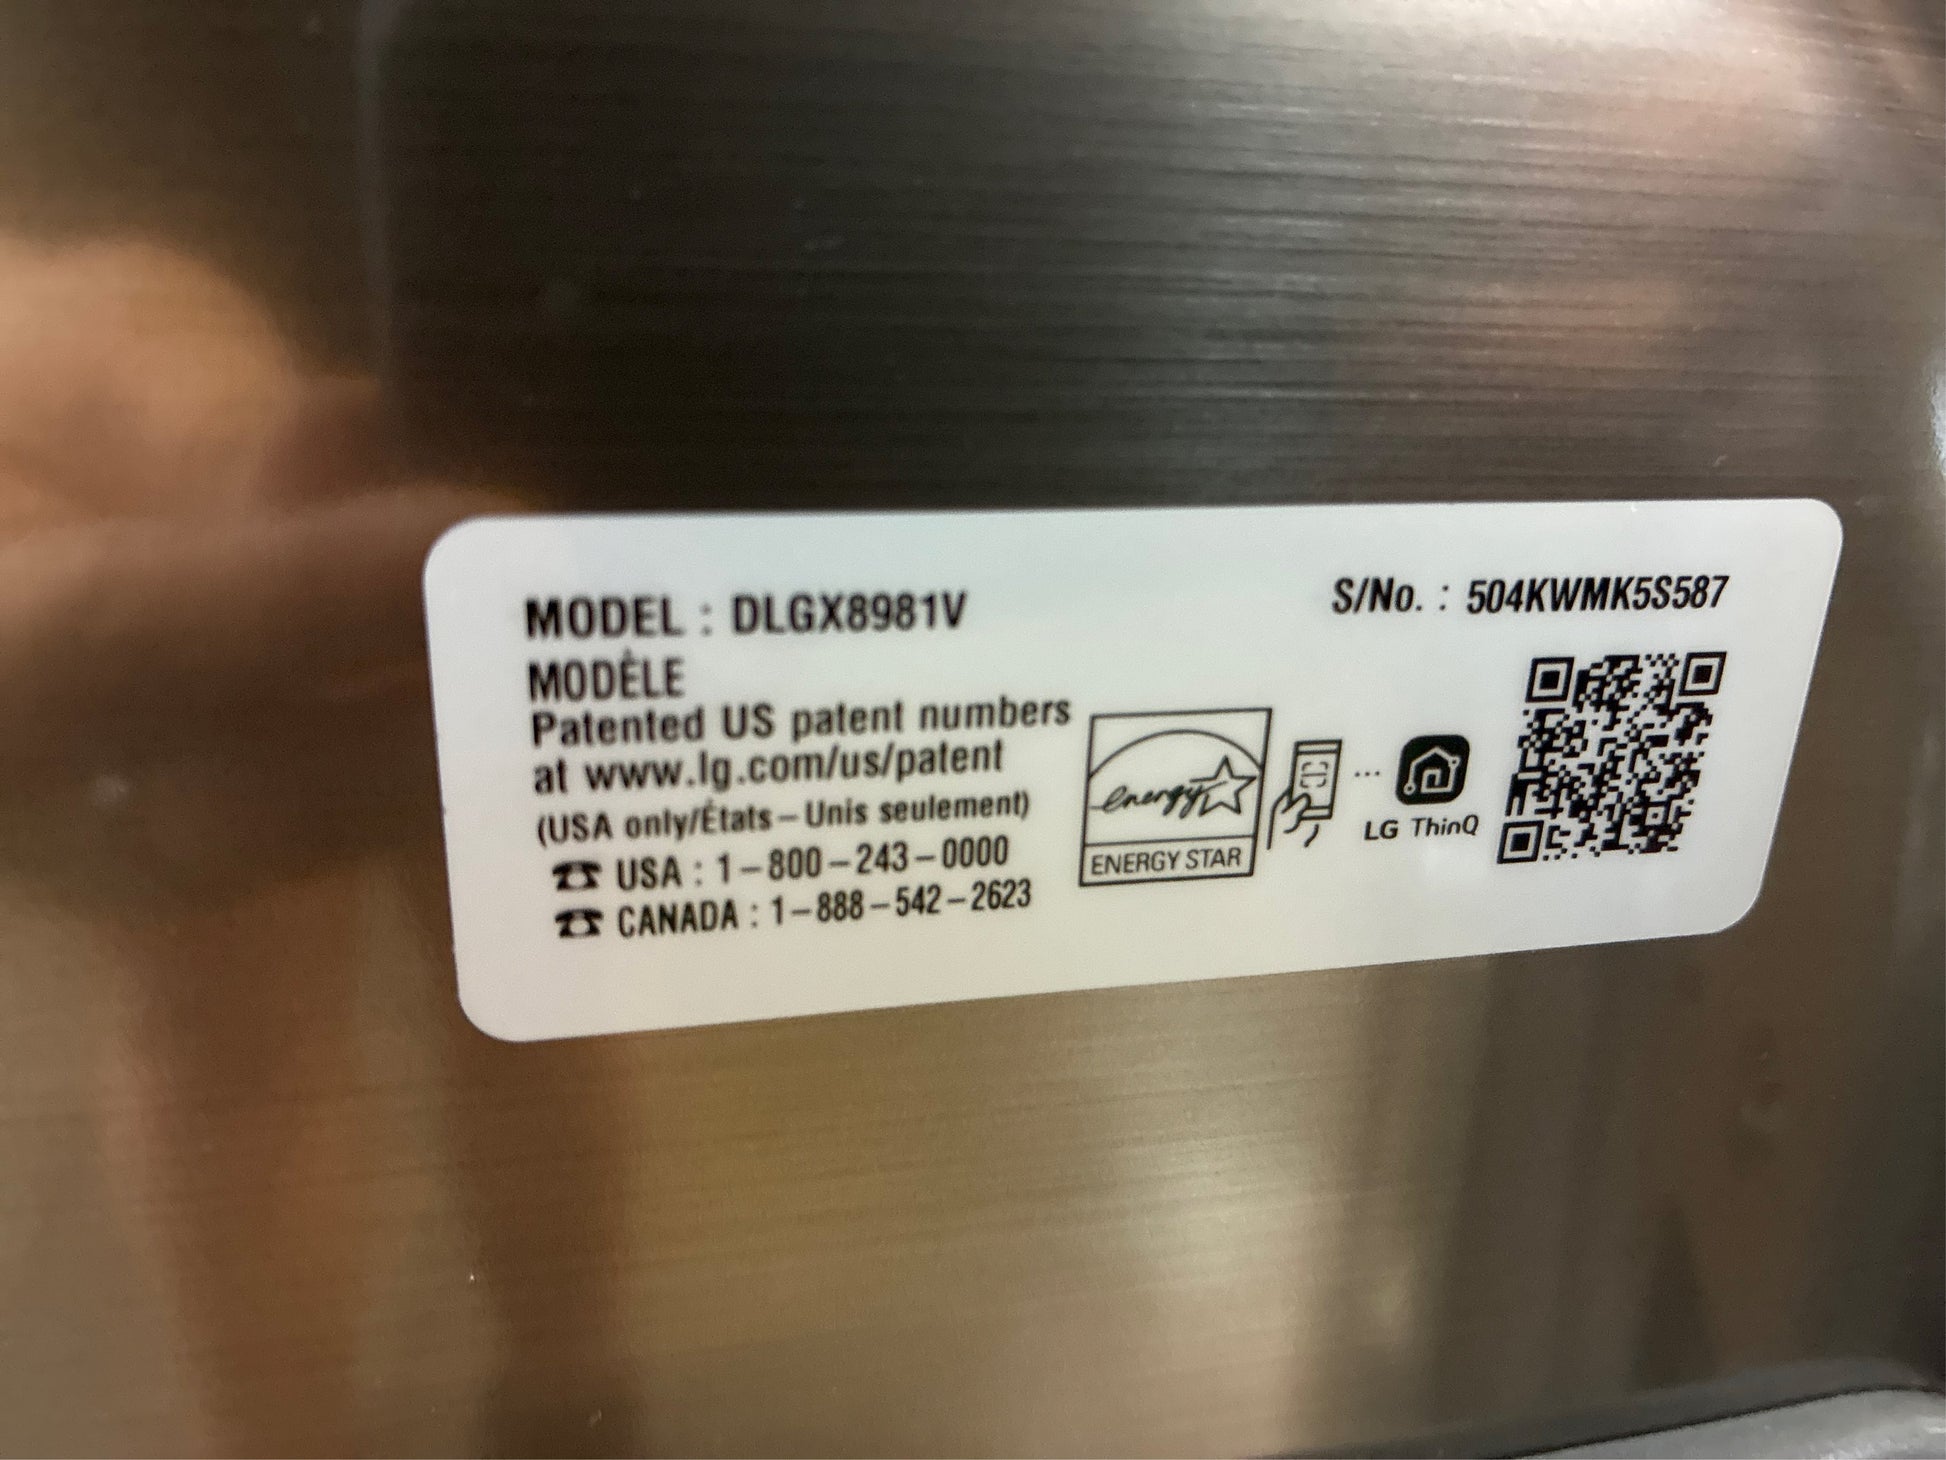 MODEL : DLGX8981V
MODÈLE
S/No. : 504KWMK5S587
Patented US patent numbers
at www.lg.com/us/patent
(USA only/États – Unis seulement)
☎ USA : 1–800–243–0000
☎ CANADA : 1–888–542–2623
energy
ENERGY STAR
LG ThinQ